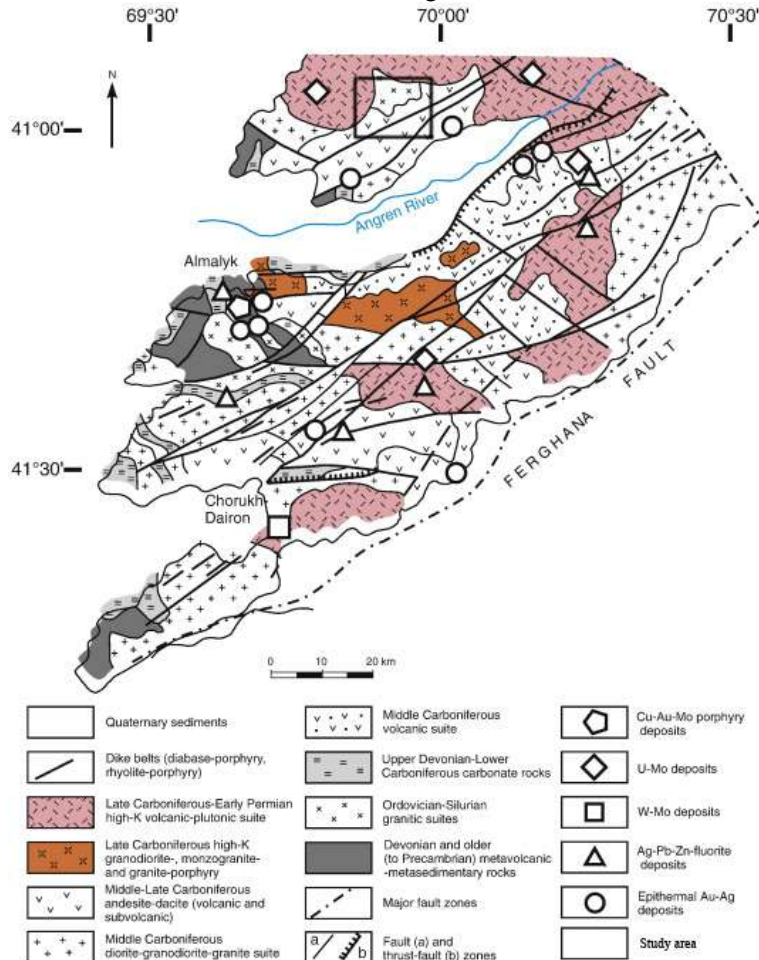 69°30'
70°00'
70°30'
N
41°00'
Angren River
Almalyk
FERGHANA FAULT
41°30'
Chorukh-
Dairon
0 10 20 km
Quaternary sediments
Dike belts (diabase-porphyry,
rhyolite-porphyry)
Late Carboniferous-Early Permian
high-K volcanic-plutonic suite
Late Carboniferous high-K
granodiorite-, monzogranite-
and granite-porphyry
Middle-Late Carboniferous
andesite-dacite (volcanic and
subvolcanic)
Middle Carboniferous
diorite-granodiorite-granite suite
Middle Carboniferous
volcanic suite
Upper Devonian-Lower
Carboniferous carbonate rocks
Ordovician-Silurian
granitic suites
Devonian and older
(to Precambrian) metavolcanic
-metasedimentary rocks
Major fault zones
a
b
Fault (a) and
thrust-fault (b) zones
Cu-Au-Mo porphyry
deposits
U-Mo deposits
W-Mo deposits
Ag-Pb-Zn-fluorite
deposits
Epithermal Au-Ag
deposits
Study area